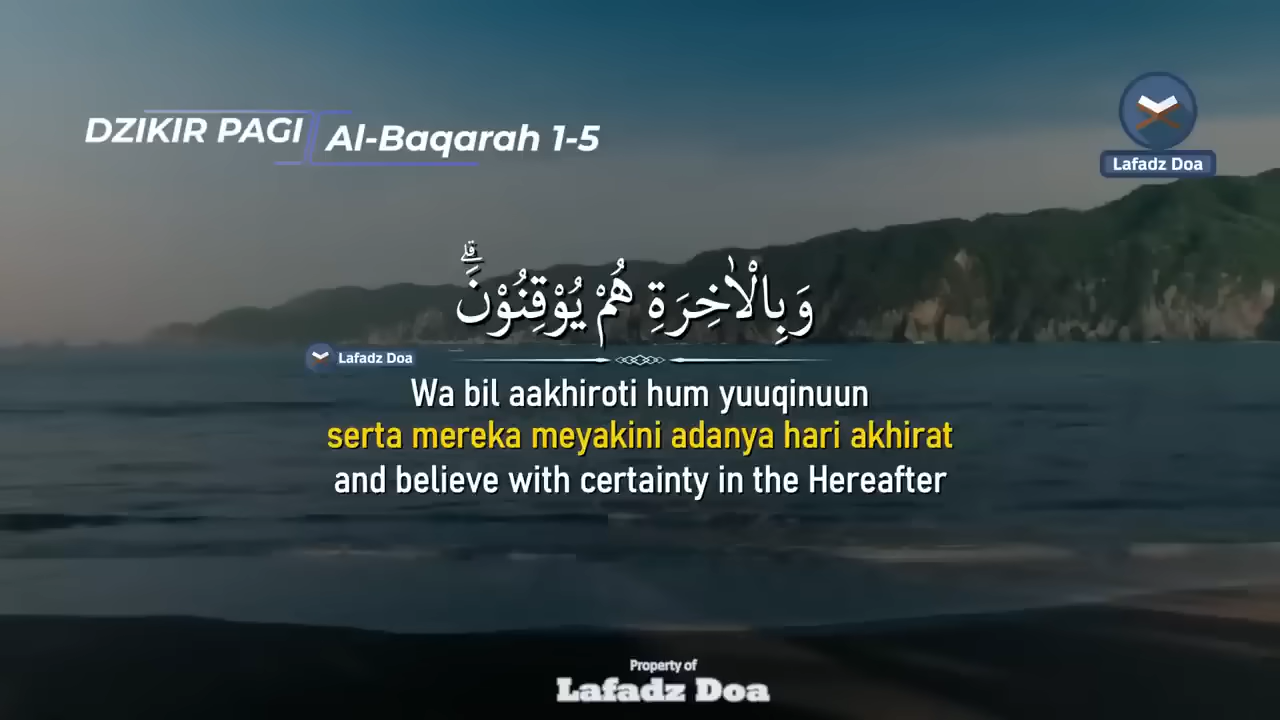 DZIKIR PAGI Al-Baqarah 1-5
Lafadz Doa
وَبِالْاٰخِرَةِ هُمْ يُوْقِنُوْنَۗ
Lafadz Doa
Wa bil aakhiroti hum yuuqinuun
serta mereka meyakini adanya hari akhirat
and believe with certainty in the Hereafter
Property of
Lafadz Doa